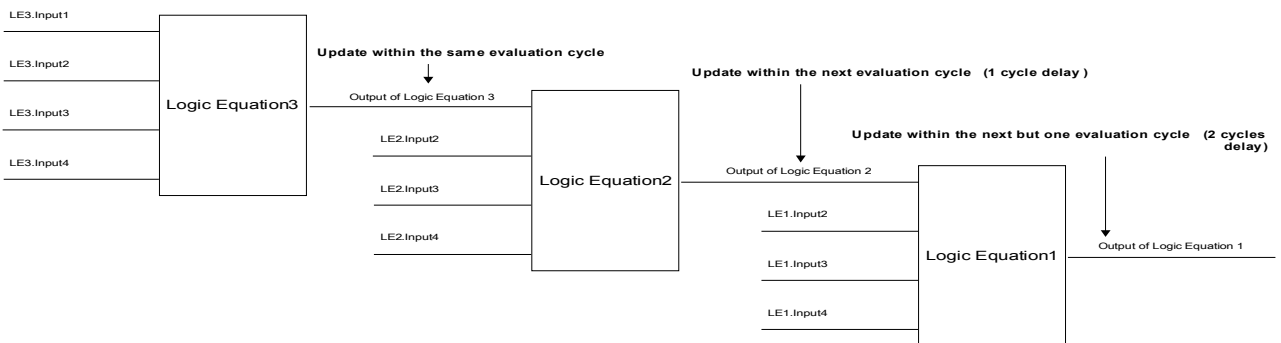 LE3.Input1
LE3.Input2
LE3.Input3
LE3.Input4
Logic Equation3
Update within the same evaluation cycle
Output of Logic Equation 3
LE2.Input2
LE2.Input3
LE2.Input4
Logic Equation2
Update within the next evaluation cycle (1 cycle delay )
Output of Logic Equation 2
LE1.Input2
LE1.Input3
LE1.Input4
Logic Equation1
Update within the next but one evaluation cycle (2 cycles
delay)
Output of Logic Equation 1